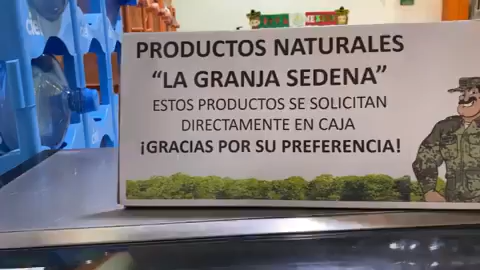 PRODUCTOS NATURALES
“LA GRANJA SEDENA”
ESTOS PRODUCTOS SE SOLICITAN
DIRECTAMENTE EN CAJA
¡GRACIAS POR SU PREFERENCIA!